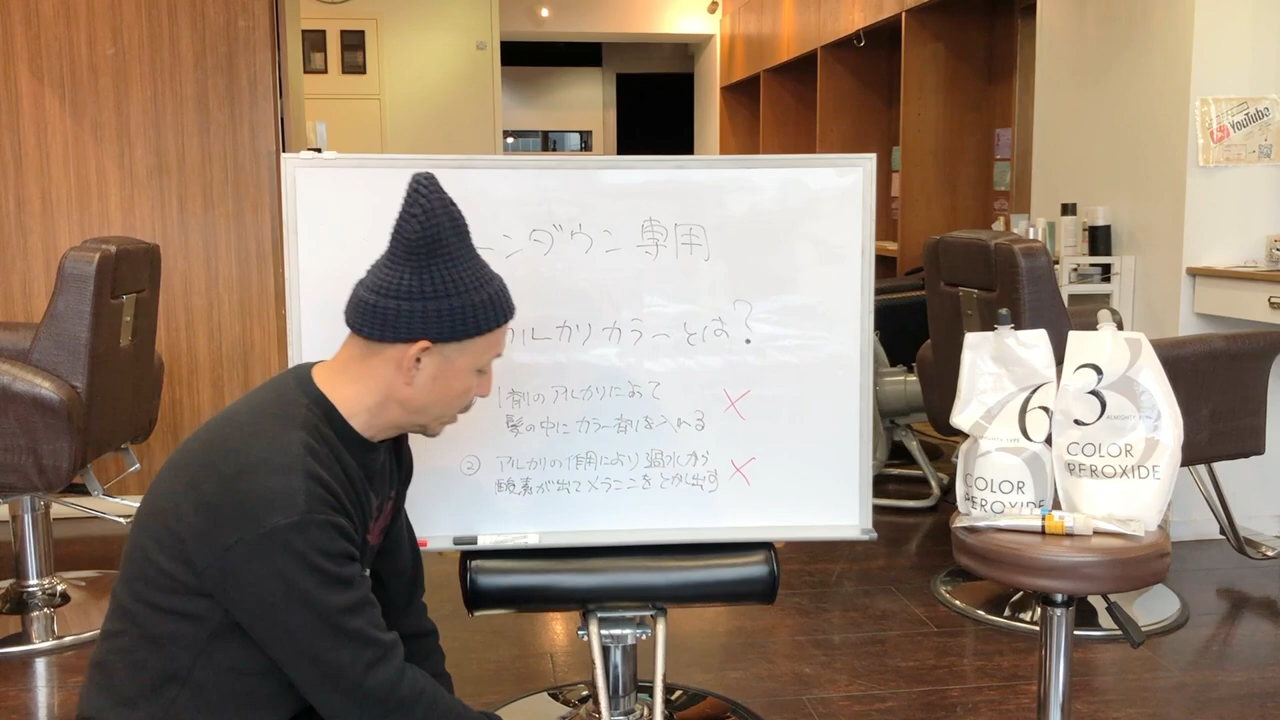 ーンダウン専用
カルカリカラーとは?
1剤のアルカリによって
髪の中にカラー剤を入れる
×
② アルカリの作用により過水から
酸素が出てメラニンをとかし出す
×
6
COLOR
PEROXIDE
3
ALMIGHTY TYPE
COLOR
PEROXIDE
YouTube